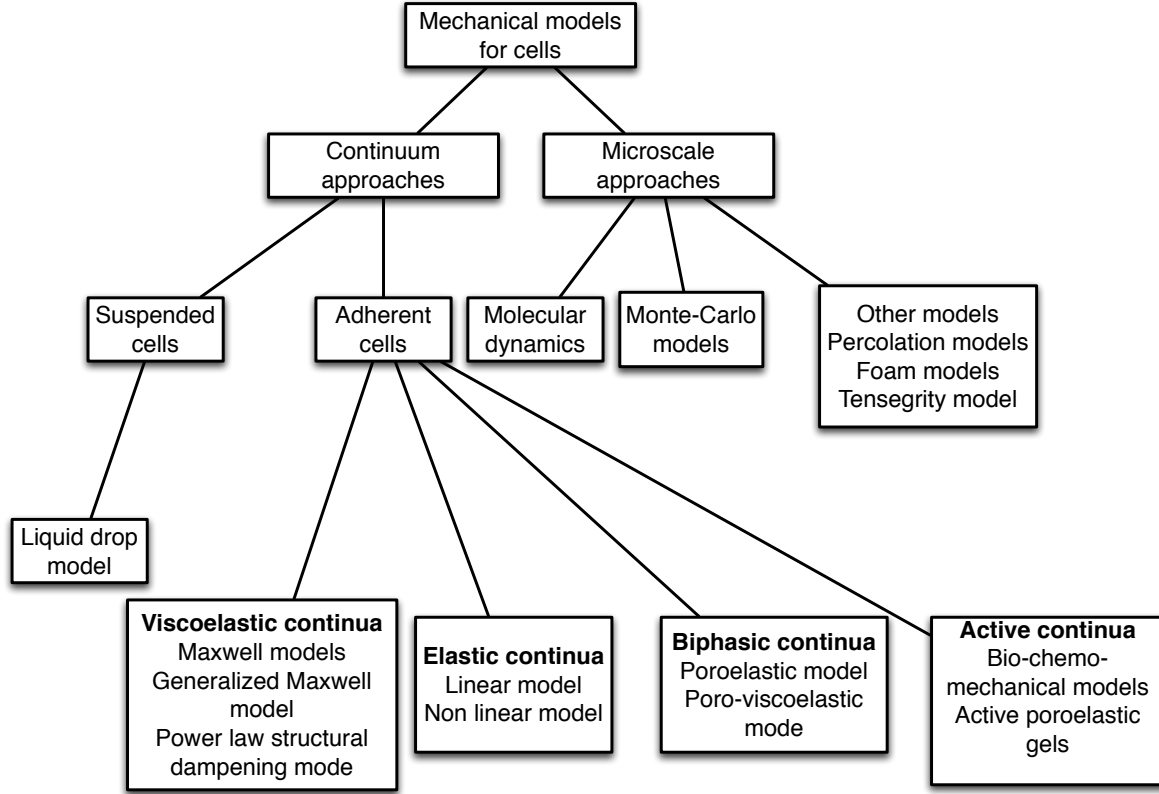 Mechanical models
for cells
Continuum
approaches
Microscale
approaches
Suspended
cells
Adherent
cells
Molecular
dynamics
Monte-Carlo
models
Other models
Percolation models
Foam models
Tensegrity model
Liquid drop
model
Viscoelastic continua
Maxwell models
Generalized Maxwell
model
Power law structural
dampening mode
Elastic continua
Linear model
Non linear model
Biphasic continua
Poroelastic model
Poro-viscoelastic
mode
Active continua
Bio-chemo-
mechanical models
Active poroelastic
gels